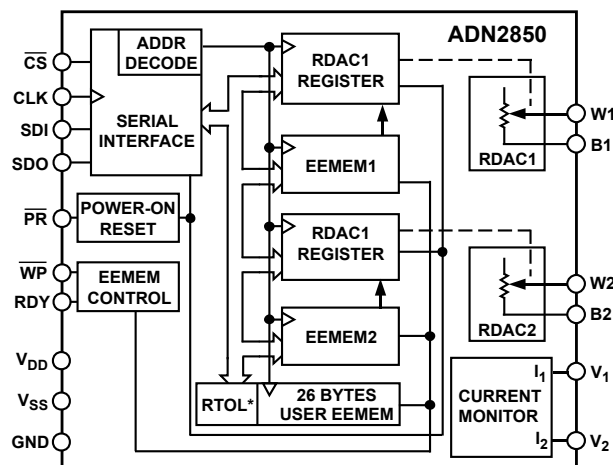 ADN2850
CS
CLK
SDI
SDO
PR
WP
RDY
VDD
VSS
GND
ADDR
DECODE
SERIAL
INTERFACE
POWER-ON
RESET
EEMEM
CONTROL
RDAC1
REGISTER
EEMEM1
RDAC1
REGISTER
EEMEM2
RTOL*
26 BYTES
USER EEMEM
RDAC1
W1
B1
RDAC2
W2
B2
CURRENT
MONITOR
I1
V1
I2
V2